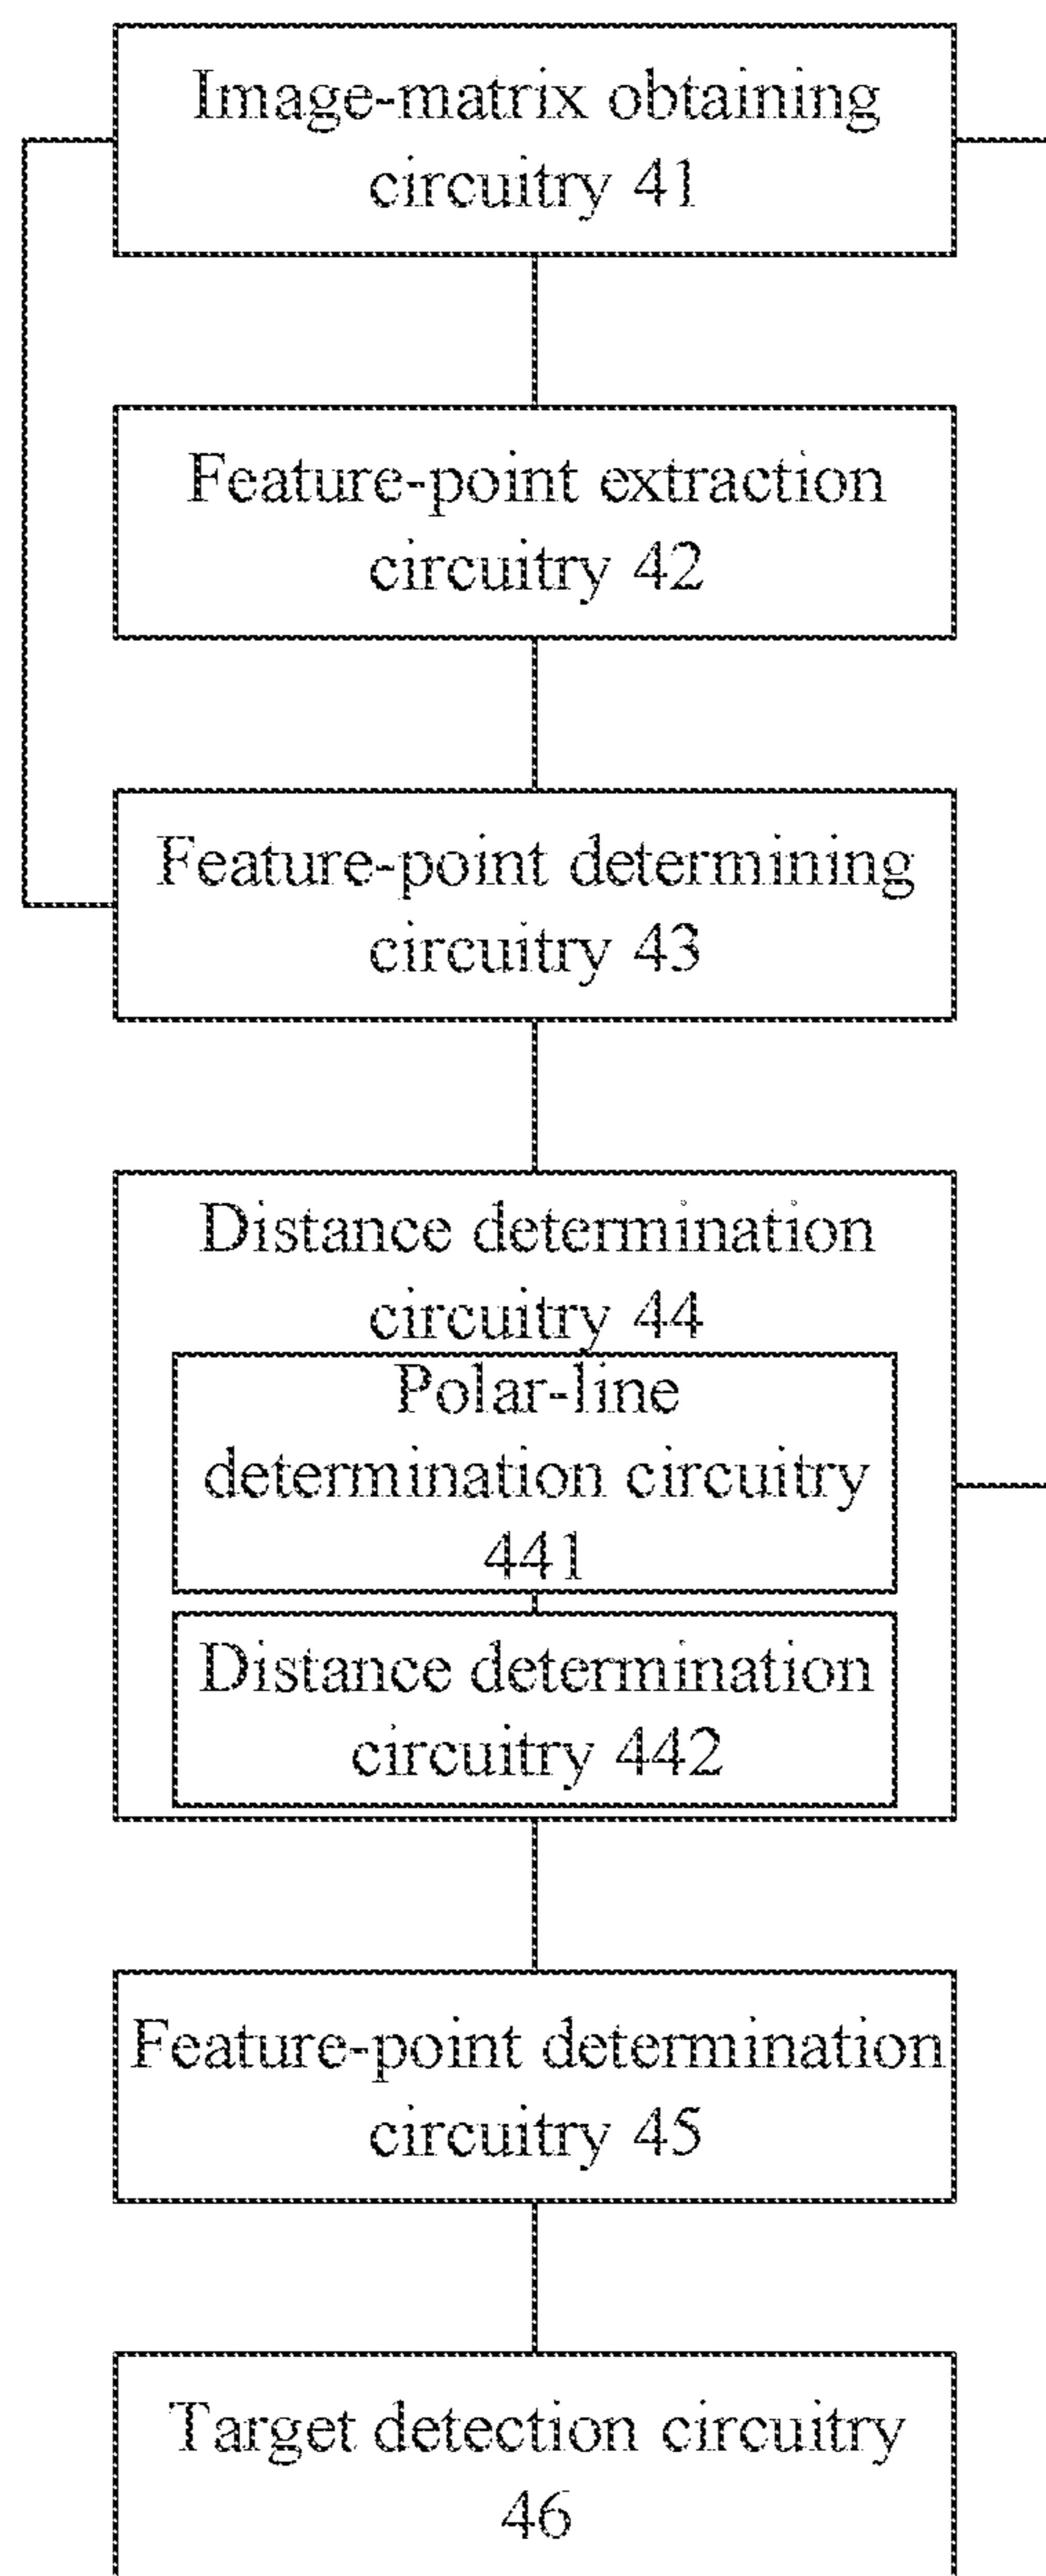 Image-matrix obtaining
circuitry 41
Feature-point extraction
circuitry 42
Feature-point determining
circuitry 43
Distance determination
circuitry 44
Polar-line
determination circuitry
441
Distance determination
circuitry 442
Feature-point determination
circuitry 45
Target detection circuitry
46